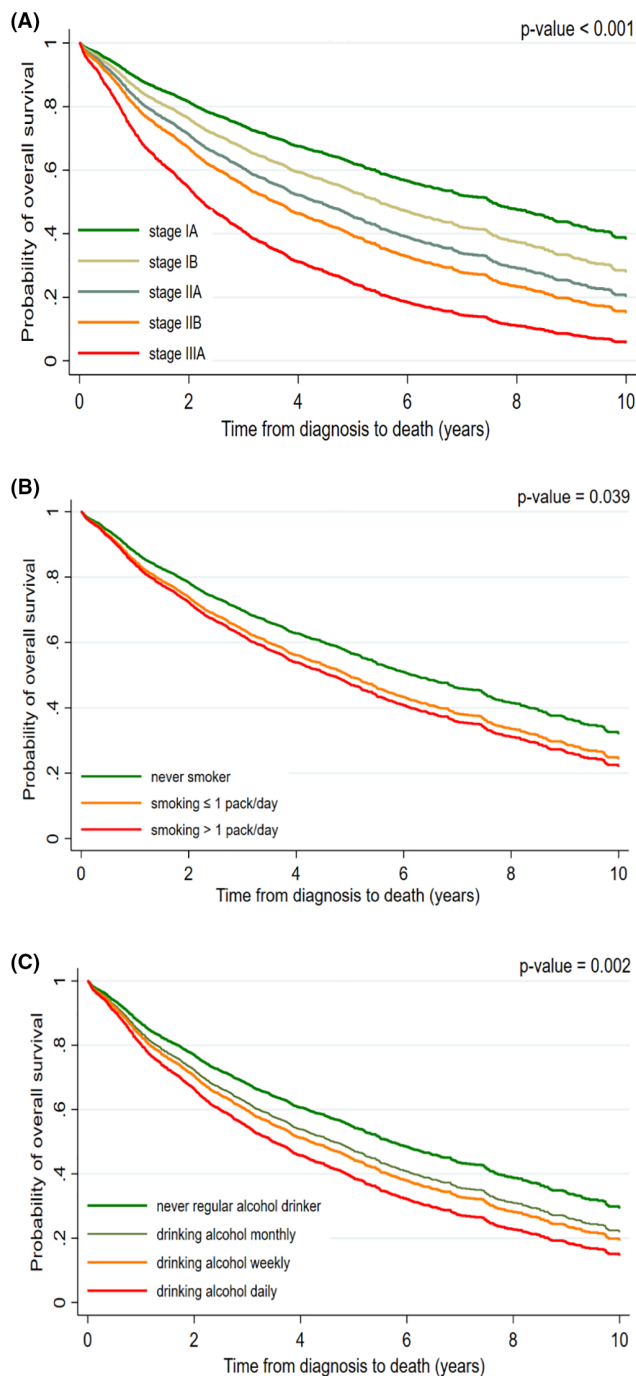 (A)
p-value < 0.001
Probability of overall survival
1
.8
.6
.4
.2
0
stage IA
stage IB
stage IIA
stage IIB
stage IIIA
0 2 4 6 8 10
Time from diagnosis to death (years)
(B)
p-value = 0.039
Probability of overall survival
1
.8
.6
.4
.2
0
never smoker
smoking ≤ 1 pack/day
smoking > 1 pack/day
0 2 4 6 8 10
Time from diagnosis to death (years)
(C)
p-value = 0.002
Probability of overall survival
1
.8
.6
.4
.2
0
never regular alcohol drinker
drinking alcohol monthly
drinking alcohol weekly
drinking alcohol daily
0 2 4 6 8 10
Time from diagnosis to death (years)